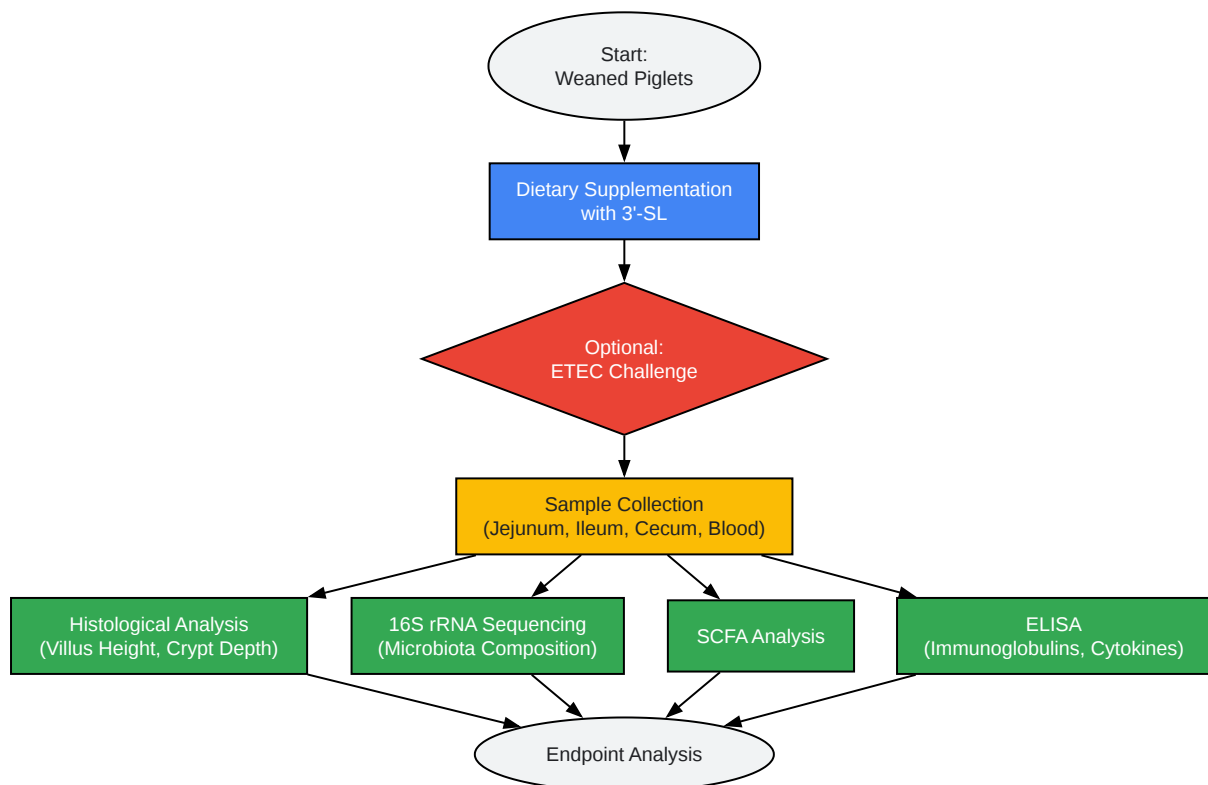 Start:
Weaned Piglets
Dietary Supplementation
with 3'-SL
Optional:
ETEC Challenge
Sample Collection
(Jejunum, Ileum, Cecum, Blood)
Histological Analysis
(Villus Height, Crypt Depth)
16S rRNA Sequencing
(Microbiota Composition)
SCFA Analysis
ELISA
(Immunoglobulins, Cytokines)
Endpoint Analysis